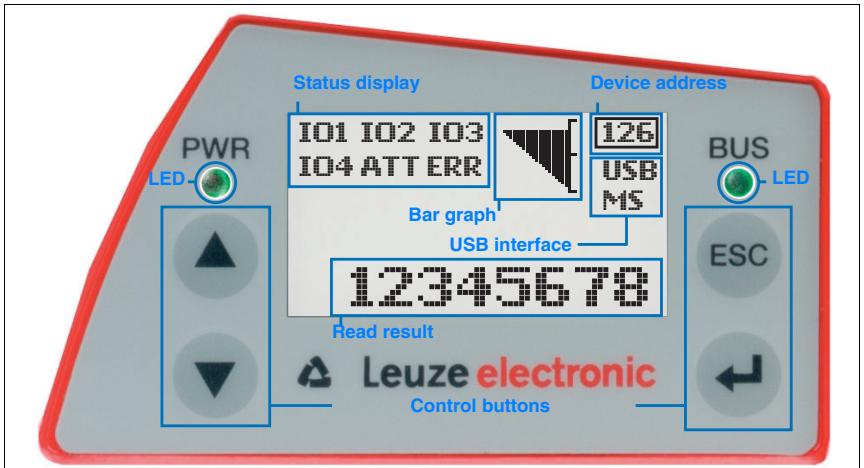 Status display
Device address
IO1 IO2 IO3
126
PWR
BUS
IO4 ATT ERR
USB
LED
LED
MS
Bar graph
USB interface
ESC
12345678
Read result
Leuze electronic
Control buttons